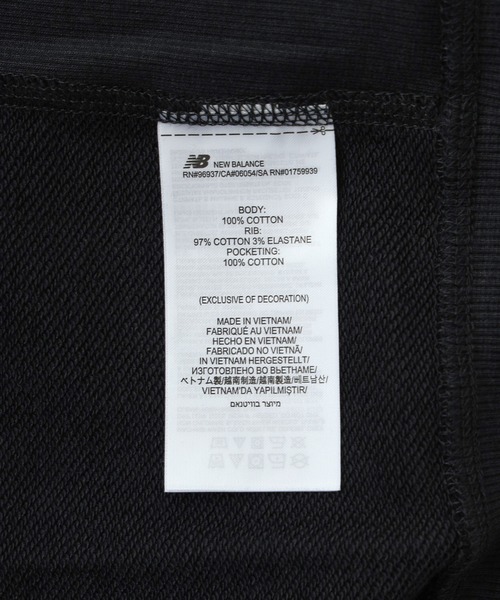 NB NEW BALANCE
RN#96937/CA#06054/SA RN#01759939
BODY:
100% COTTON
RIB:
97% COTTON 3% ELASTANE
POCKETING:
100% COTTON
(EXCLUSIVE OF DECORATION)
MADE IN VIETNAM/
FABRIQUÉ AU VIETNAM/
HECHO EN VIETNAM/
FABRICADO NO VIETNÃ/
IN VIETNAM HERGESTELLT/
ИЗГОТОВЛЕНО ВО ВЬЕТНАМЕ/
ベトナム製/越南制造/越南製造/베트남산/
VIETNAM'DA YAPILMIŞTIR/
מיוצר בוויטנאם